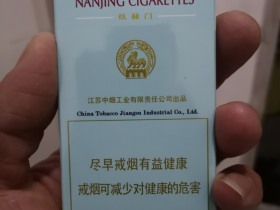 NANJING CIGARETTES
江苏中烟工业有限责任公司出品
China Tobacco Jiangsu Industrial Co., Ltd.
尽早戒烟有益健康
戒烟可减少对健康的危害